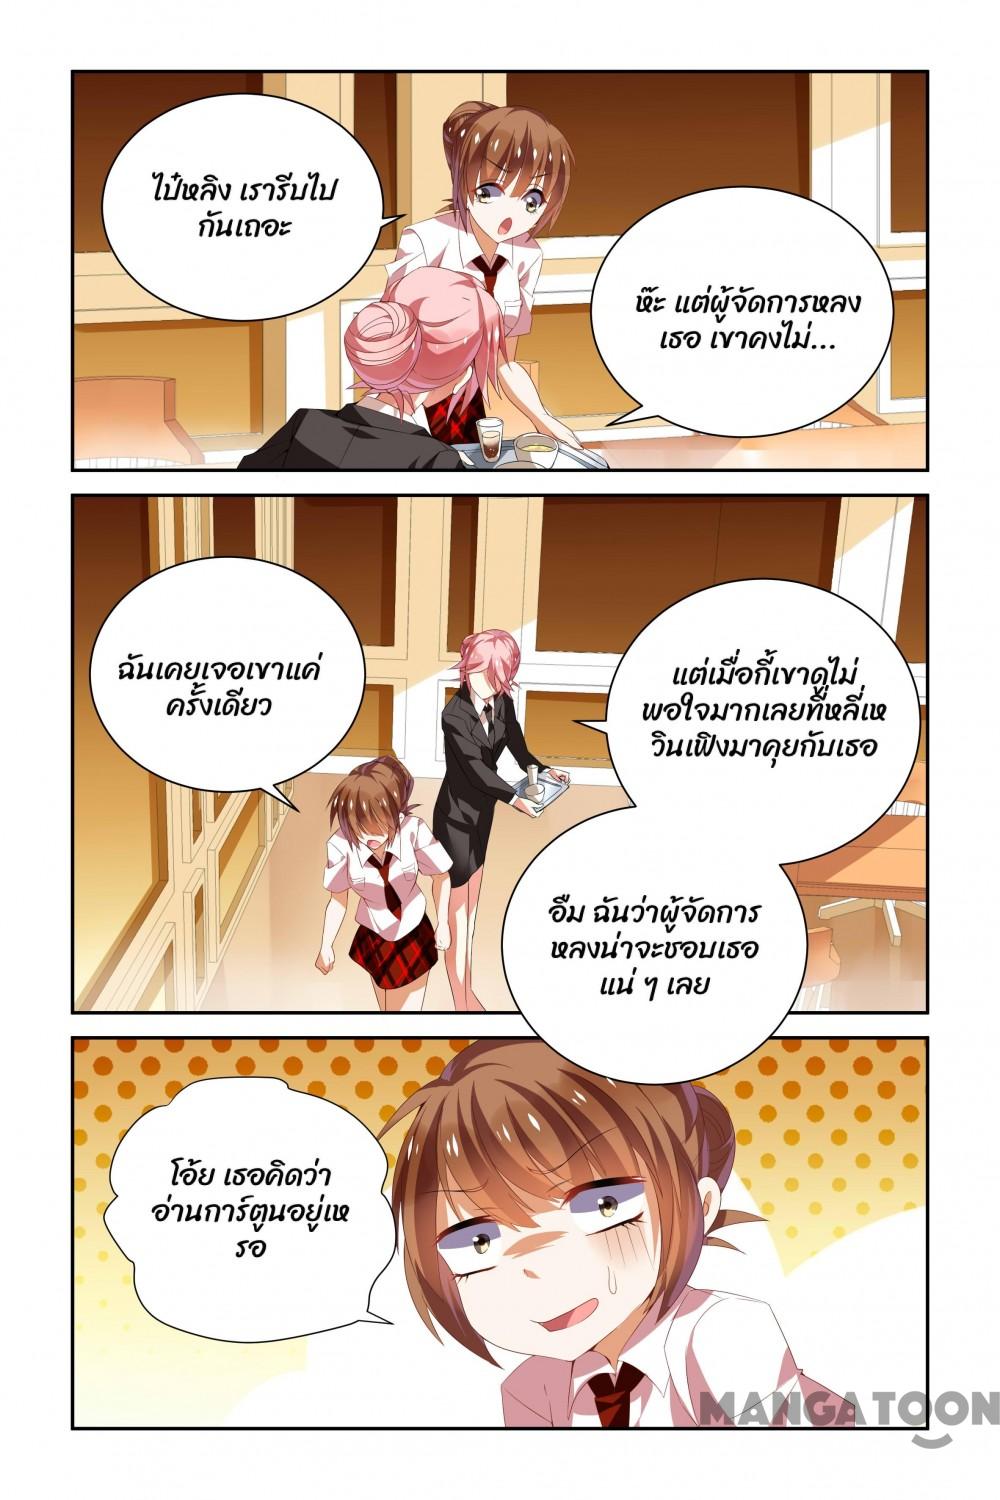 ไป๋หลิง เรารีบไป
กันเถอะ
ห๊ะ แต่ผู้จัดการหลง
เธอ เขาคงไม่...
ฉันเคยเจอเขาแค่
ครั้งเดียว
แต่เมื่อกี้เขาดูไม่
พอใจมากเลยที่หลี่เห
วินเฟิงมาคุยกับเธอ
อืม ฉันว่าผู้จัดการ
หลงน่าจะชอบเธอ
แน่ ๆ เลย
โอ้ย เธอคิดว่า
อ่านการ์ตูนอยู่เห
รอ
MANGATOON